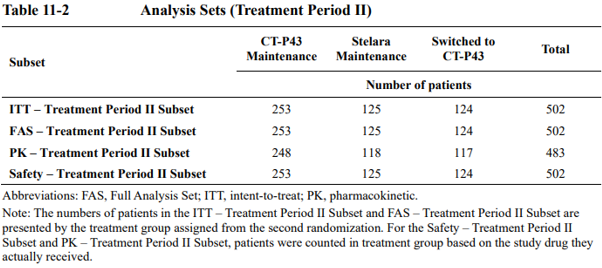 Table 11-2 Analysis Sets (Treatment Period II)
Subset CT-P43 Maintenance Stelara Maintenance Switched to CT-P43 Total
Number of patients
ITT – Treatment Period II Subset 253 125 124 502
FAS – Treatment Period II Subset 253 125 124 502
PK – Treatment Period II Subset 248 118 117 483
Safety – Treatment Period II Subset 253 125 124 502
Abbreviations: FAS, Full Analysis Set; ITT, intent-to-treat; PK, pharmacokinetic.
Note: The numbers of patients in the ITT – Treatment Period II Subset and FAS – Treatment Period II Subset are
presented by the treatment group assigned from the second randomization. For the Safety – Treatment Period II
Subset and PK – Treatment Period II Subset, patients were counted in treatment group based on the study drug they
actually received.